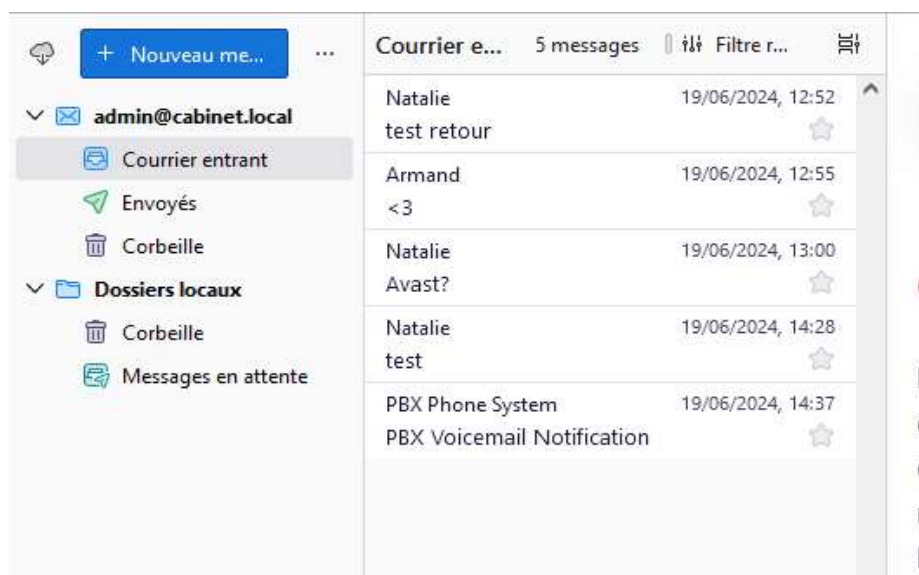 + Nouveau me... ...
admin@cabinet.local
Courrier entrant
Envoyés
Corbeille
Dossiers locaux
Corbeille
Messages en attente
Courrier e... 5 messages Filtre r...
Natalie 19/06/2024, 12:52
test retour
Armand 19/06/2024, 12:55
<3
Natalie 19/06/2024, 13:00
Avast?
Natalie 19/06/2024, 14:28
test
PBX Phone System 19/06/2024, 14:37
PBX Voicemail Notification